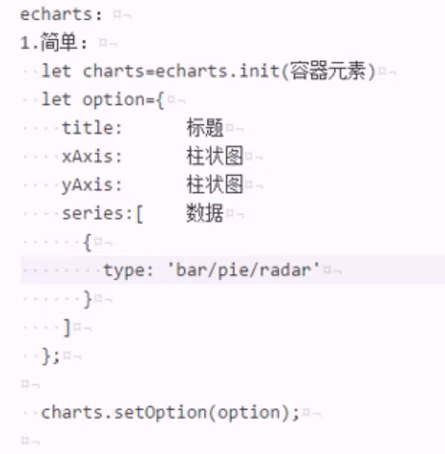 echarts:
1.简单:
let charts=echarts.init(容器元素)
let option={
title: 标题
xAxis: 柱状图
yAxis: 柱状图
series:[ 数据
{
type: 'bar/pie/radar'
}
]
};
charts.setOption(option);